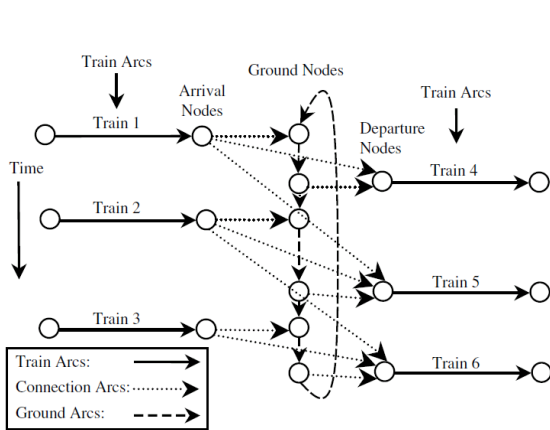 Train Arcs
Ground Nodes
Arrival
Nodes
Train Arcs
Train 1
Departure
Nodes
Time
Train 4
Train 2
Train 5
Train 3
Train 6
Train Arcs:
Connection Arcs:
Ground Arcs: